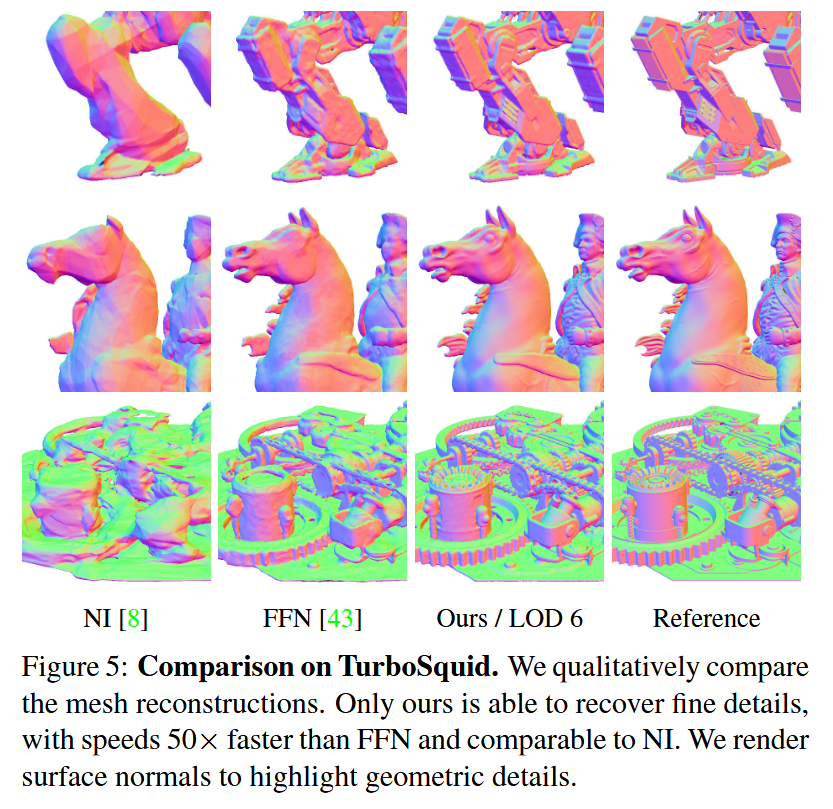 NI [8] FFN [43] Ours / LOD 6 Reference
Figure 5: Comparison on TurboSquid. We qualitatively compare
the mesh reconstructions. Only ours is able to recover fine details,
with speeds 50× faster than FFN and comparable to NI. We render
surface normals to highlight geometric details.